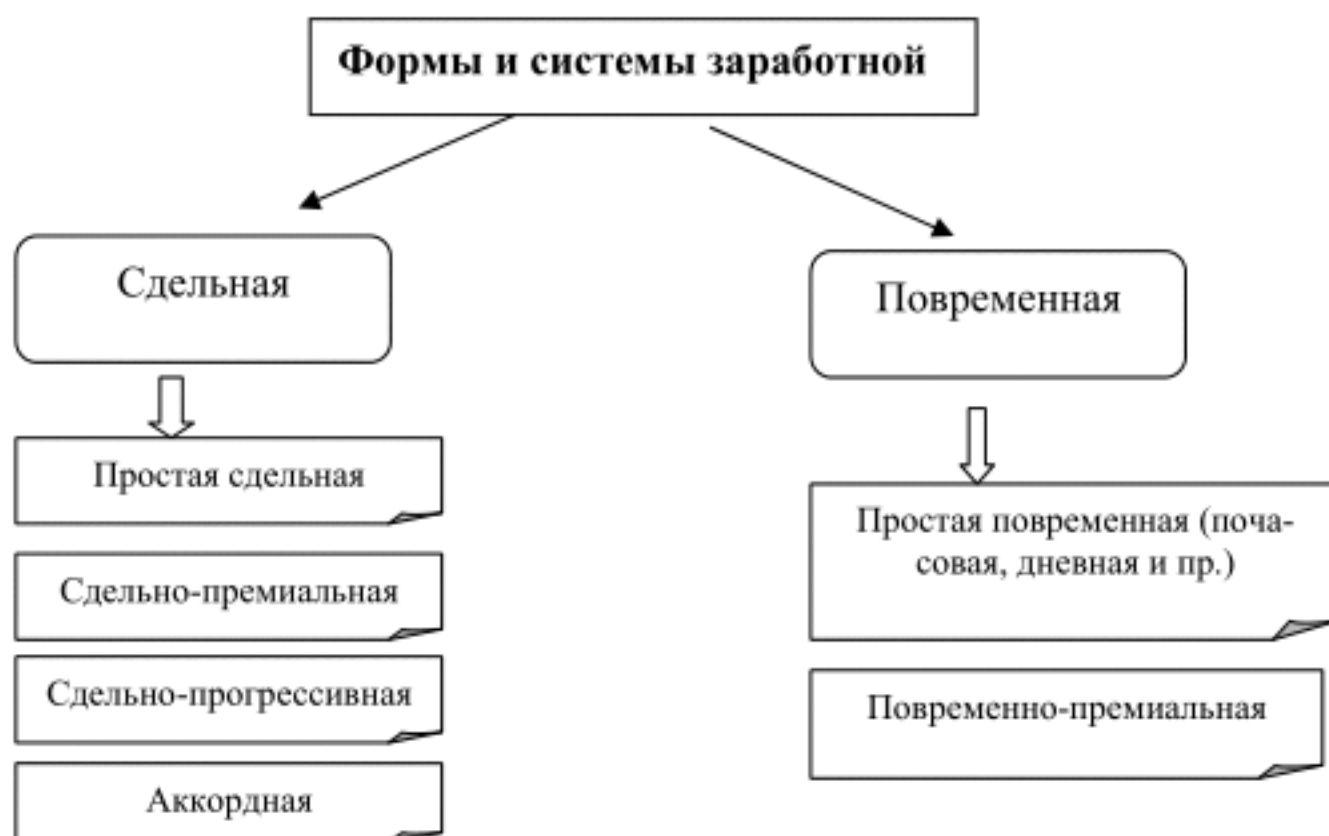 Формы и системы заработной
Сдельная
Простая сдельная
Сдельно-премиальная
Сдельно-прогрессивная
Аккордная
Повременная
Простая повременная (поча-
совая, дневная и пр.)
Повременно-премиальная